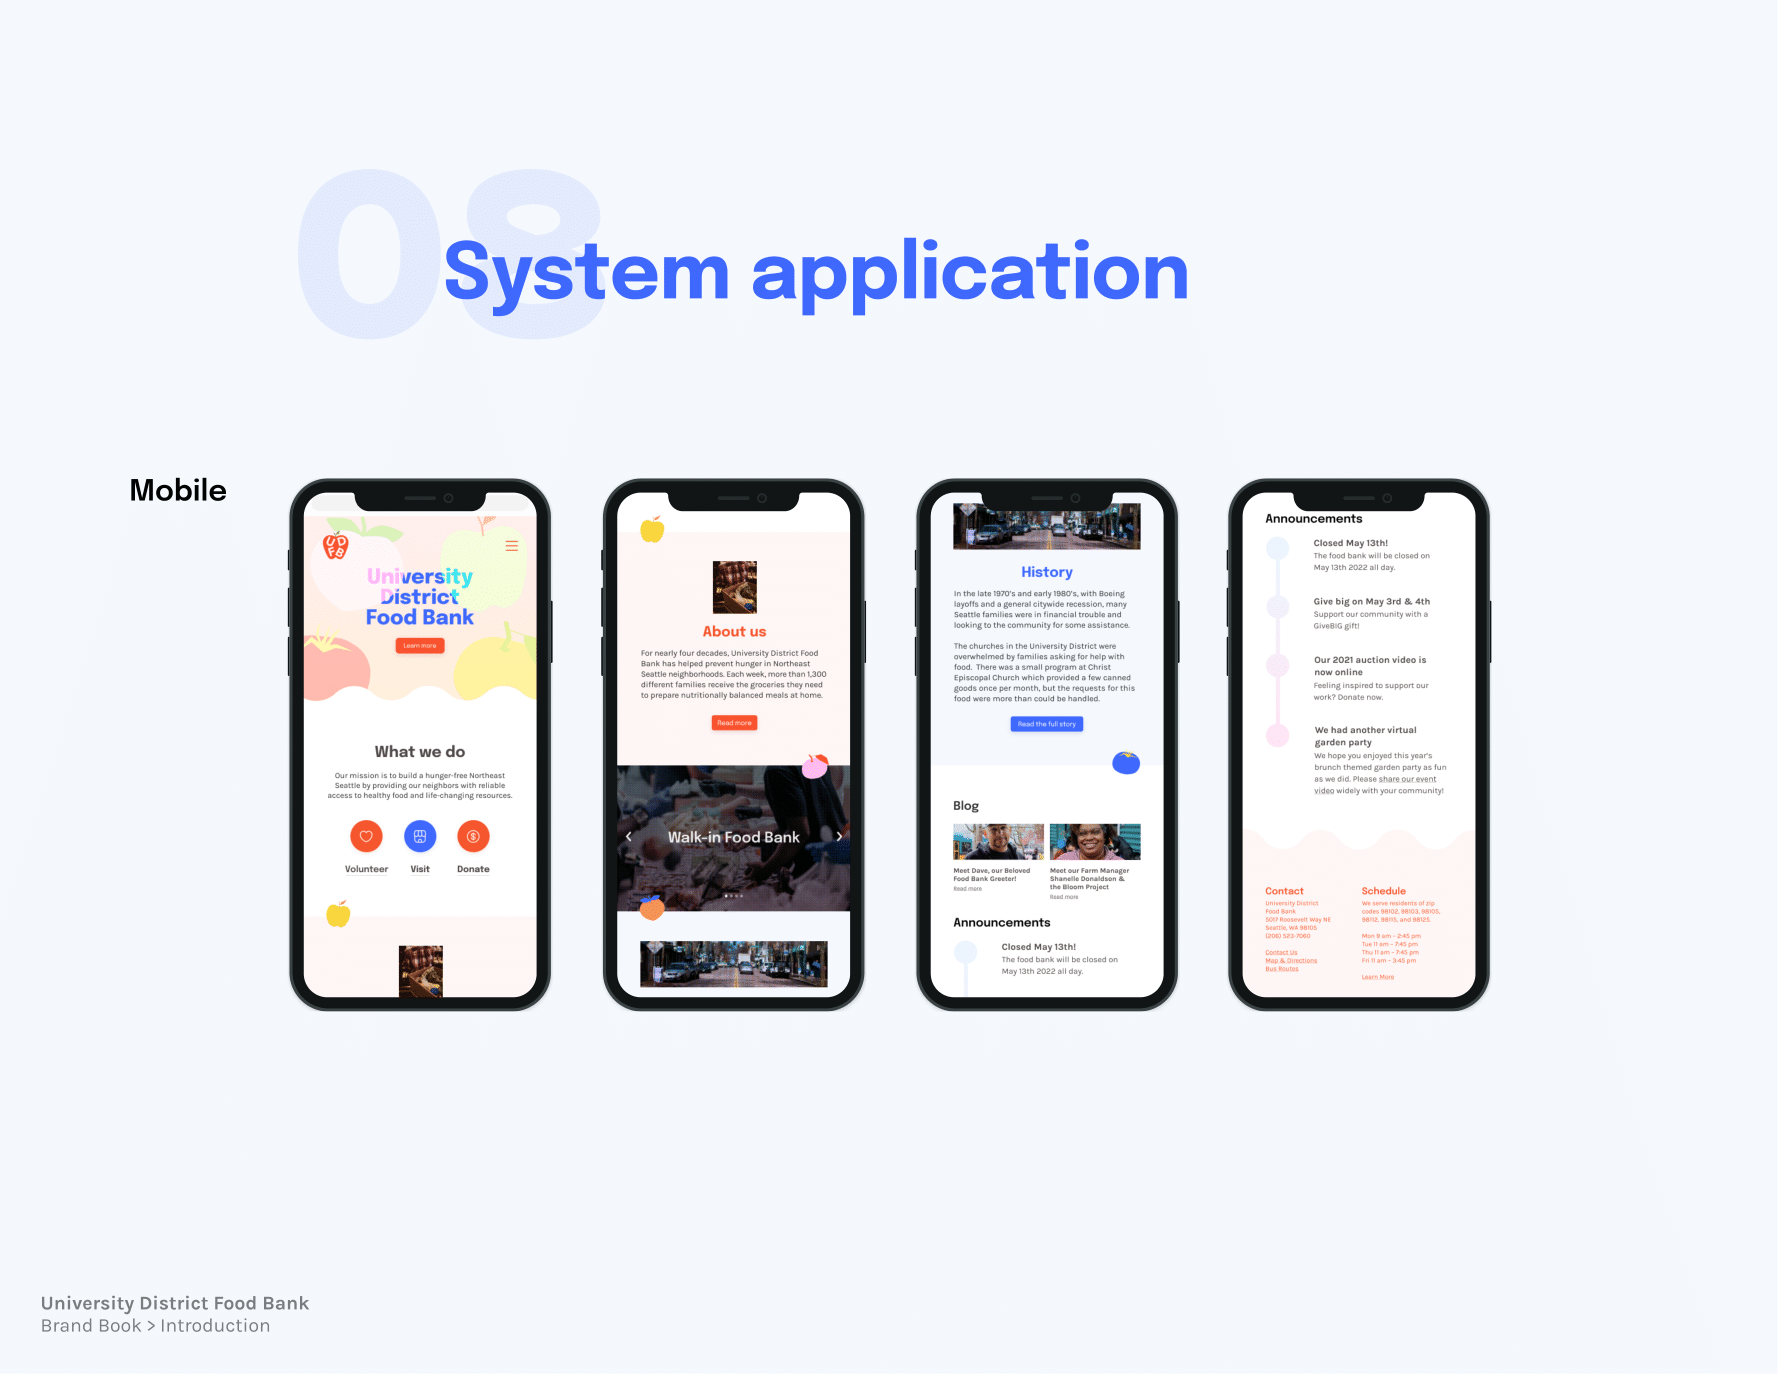 08
System application
Mobile
UD
FB
University
District
Food Bank
Learn more
What we do
Our mission is to build a hunger-free Northeast
Seattle by providing our neighbors with reliable
access to healthy food and life-changing resources.
Volunteer
Visit
Donate
About us
For nearly four decades, University District Food
Bank has helped prevent hunger in Northeast
Seattle neighborhoods. Each week, more than 1,300
different families receive the groceries they need
to prepare nutritionally balanced meals at home.
Read more
Walk-in Food Bank
History
In the late 1970's and early 1980's, with Boeing
layoffs and a general citywide recession, many
Seattle families were in financial trouble and
looking to the community for some assistance.
The churches in the University District were
overwhelmed by families asking for help with
food. There was a small program at Christ
Episcopal Church which provided a few canned
goods once per month, but the requests for this
food were more than could be handled.
Read the full story
Blog
Meet Dave, our Beloved
Food Bank Greeter!
Read more
Meet our Farm Manager
Shanelle Donaldson &
the Bloom Project
Read more
Announcements
Closed May 13th!
The food bank will be closed on
May 13th 2022 all day.
Announcements
Closed May 13th!
The food bank will be closed on
May 13th 2022 all day.
Give big on May 3rd & 4th
Support our community with a
GiveBIG gift!
Our 2021 auction video is
now online
Feeling inspired to support our
work? Donate now.
We had another virtual
garden party
We hope you enjoyed this year's
brunch themed garden party as fun
as we did. Please share our event
video widely with your community!
Contact
University District
Food Bank
5017 Roosevelt Way NE
Seattle, WA 98105
(206) 523-7060
Contact Us
Map & Directions
Bus Routes
Schedule
We serve residents of zip
codes 98102, 98103, 98105,
98112, 98115, and 98125.
Mon 9 am – 2:45 pm
Tue 11 am – 7:45 pm
Thu 11 am – 7:45 pm
Fri 11 am – 3:45 pm
Learn More
University District Food Bank
Brand Book > Introduction